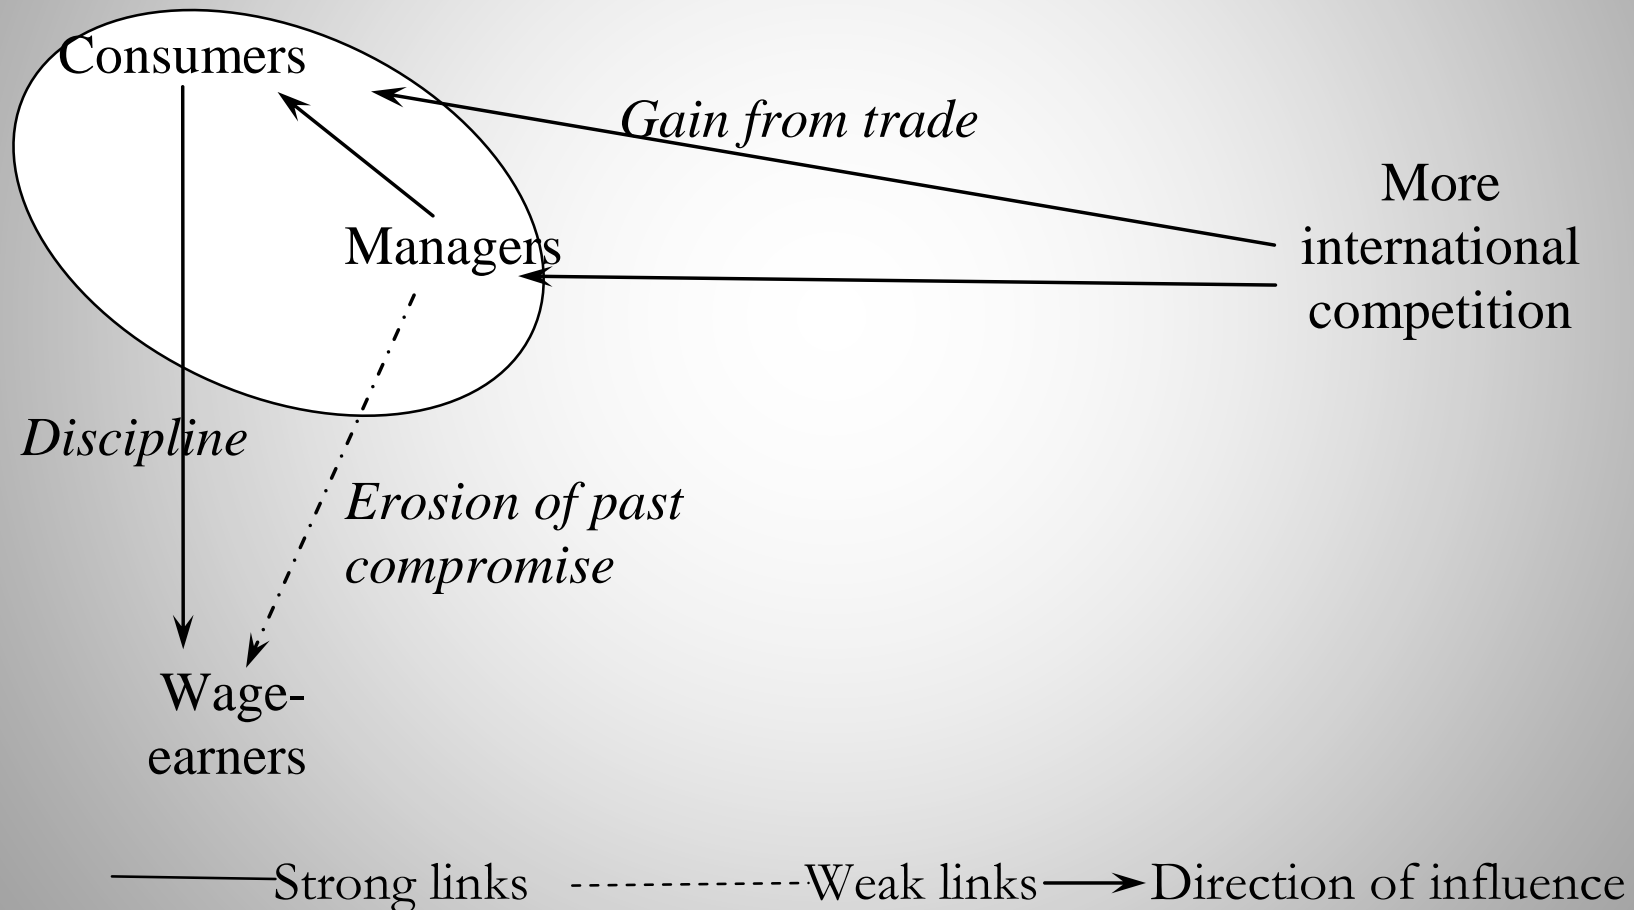 Consumers
Gain from trade
More
international
competition
Managers
Discipline
Erosion of past
compromise
Wage-
earners
Strong links
Weak links
Direction of influence